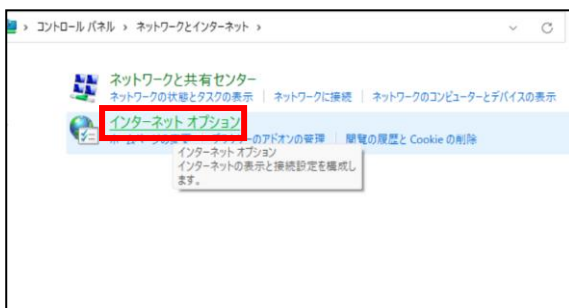 コントロール パネル › ネットワークとインターネット ›
ネットワークと共有センター
ネットワークの状態とタスクの表示 | ネットワークに接続 | ネットワークのコンピューターとデバイスの表示
インターネット オプション
のアドオンの管理 | 閲覧の履歴と Cookie の削除
インターネット オプション
インターネットの表示と接続設定を構成し
ます。